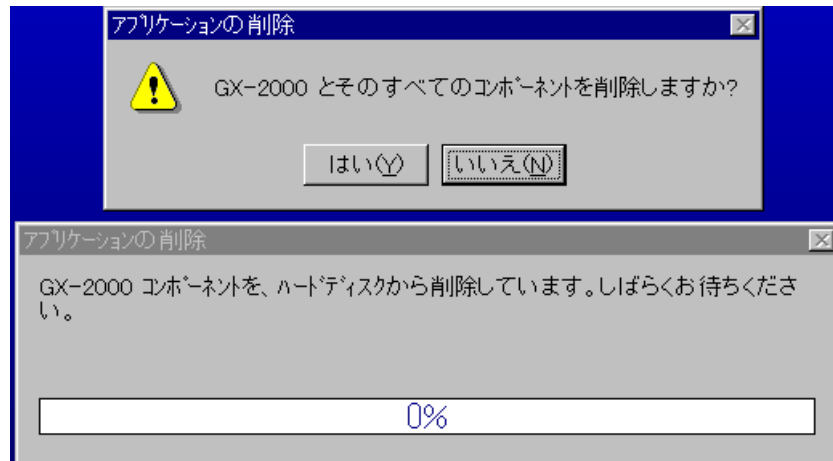 アプリケーションの削除
GX-2000 とそのすべてのｺﾝﾎﾟｰﾈﾝﾄを削除しますか?
はい(Y) いいえ(N)
アプリケーションの削除
GX-2000 ｺﾝﾎﾟｰﾈﾝﾄを、ﾊｰﾄﾞﾃﾞｨｽｸから削除しています。しばらくお待ちくださ
い。
0%